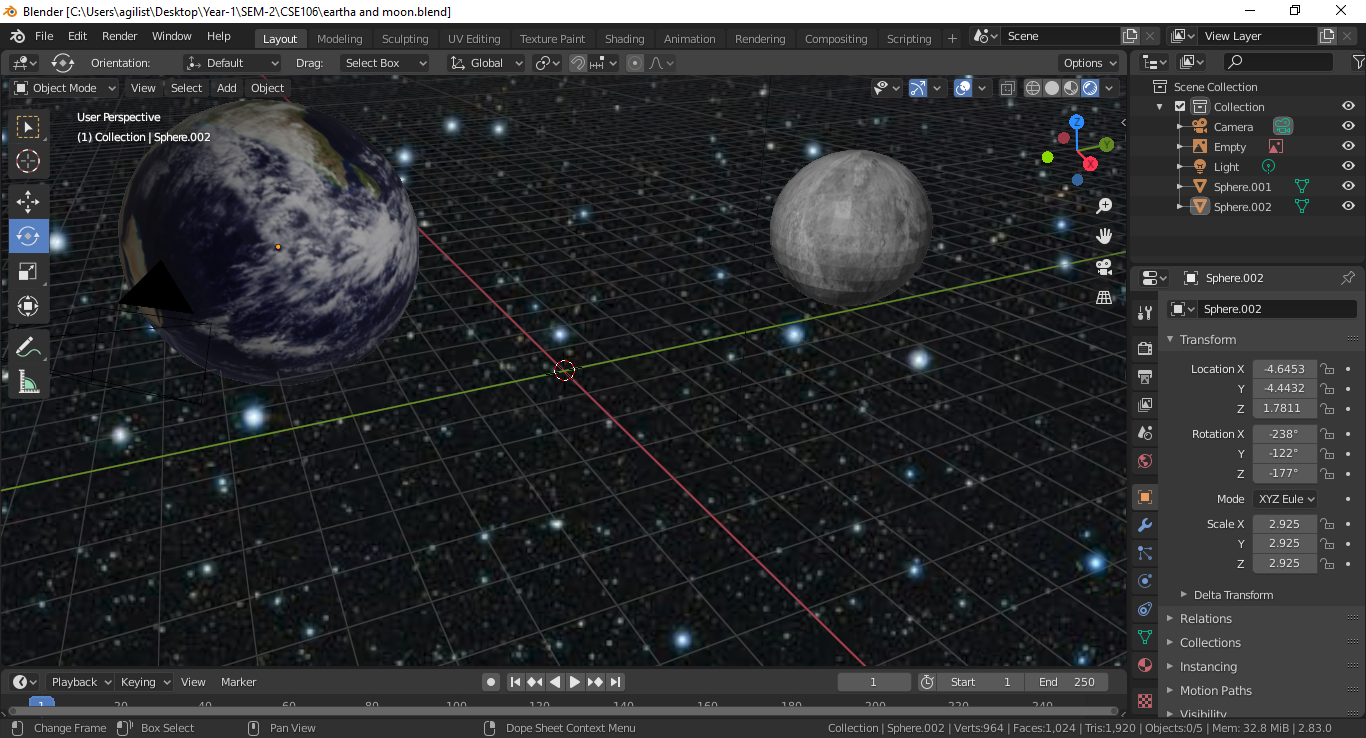 Blender [C:\Users\agilist\Desktop\Year-1\SEM-2\CSE106\eartha and moon.blend]
File Edit Render Window Help Layout Modeling Sculpting UV Editing Texture Paint Shading Animation Rendering Compositing Scripting + Scene View Layer
Orientation: Default Drag: Select Box Global Options
Object Mode View Select Add Object
User Perspective
(1) Collection | Sphere.002
Z
Y
X
Scene Collection
Collection
Camera
Empty
Light
Sphere.001
Sphere.002
Sphere.002
Sphere.002
Transform
Location X -4.6453
Y -4.4432
Z 1.7811
Rotation X -238°
Y -122°
Z -177°
Mode XYZ Eule
Scale X 2.925
Y 2.925
Z 2.925
Delta Transform
Relations
Collections
Instancing
Motion Paths
Visibility
Playback Keying View Marker 1 Start 1 End 250
1 20 40 60 80 100 120 140 160 180 200 220 240
Change Frame Box Select Pan View Dope Sheet Context Menu Collection | Sphere.002 | Verts:964 | Faces:1,024 | Tris:1,920 | Objects:0/5 | Mem: 32.8 MiB | 2.83.0